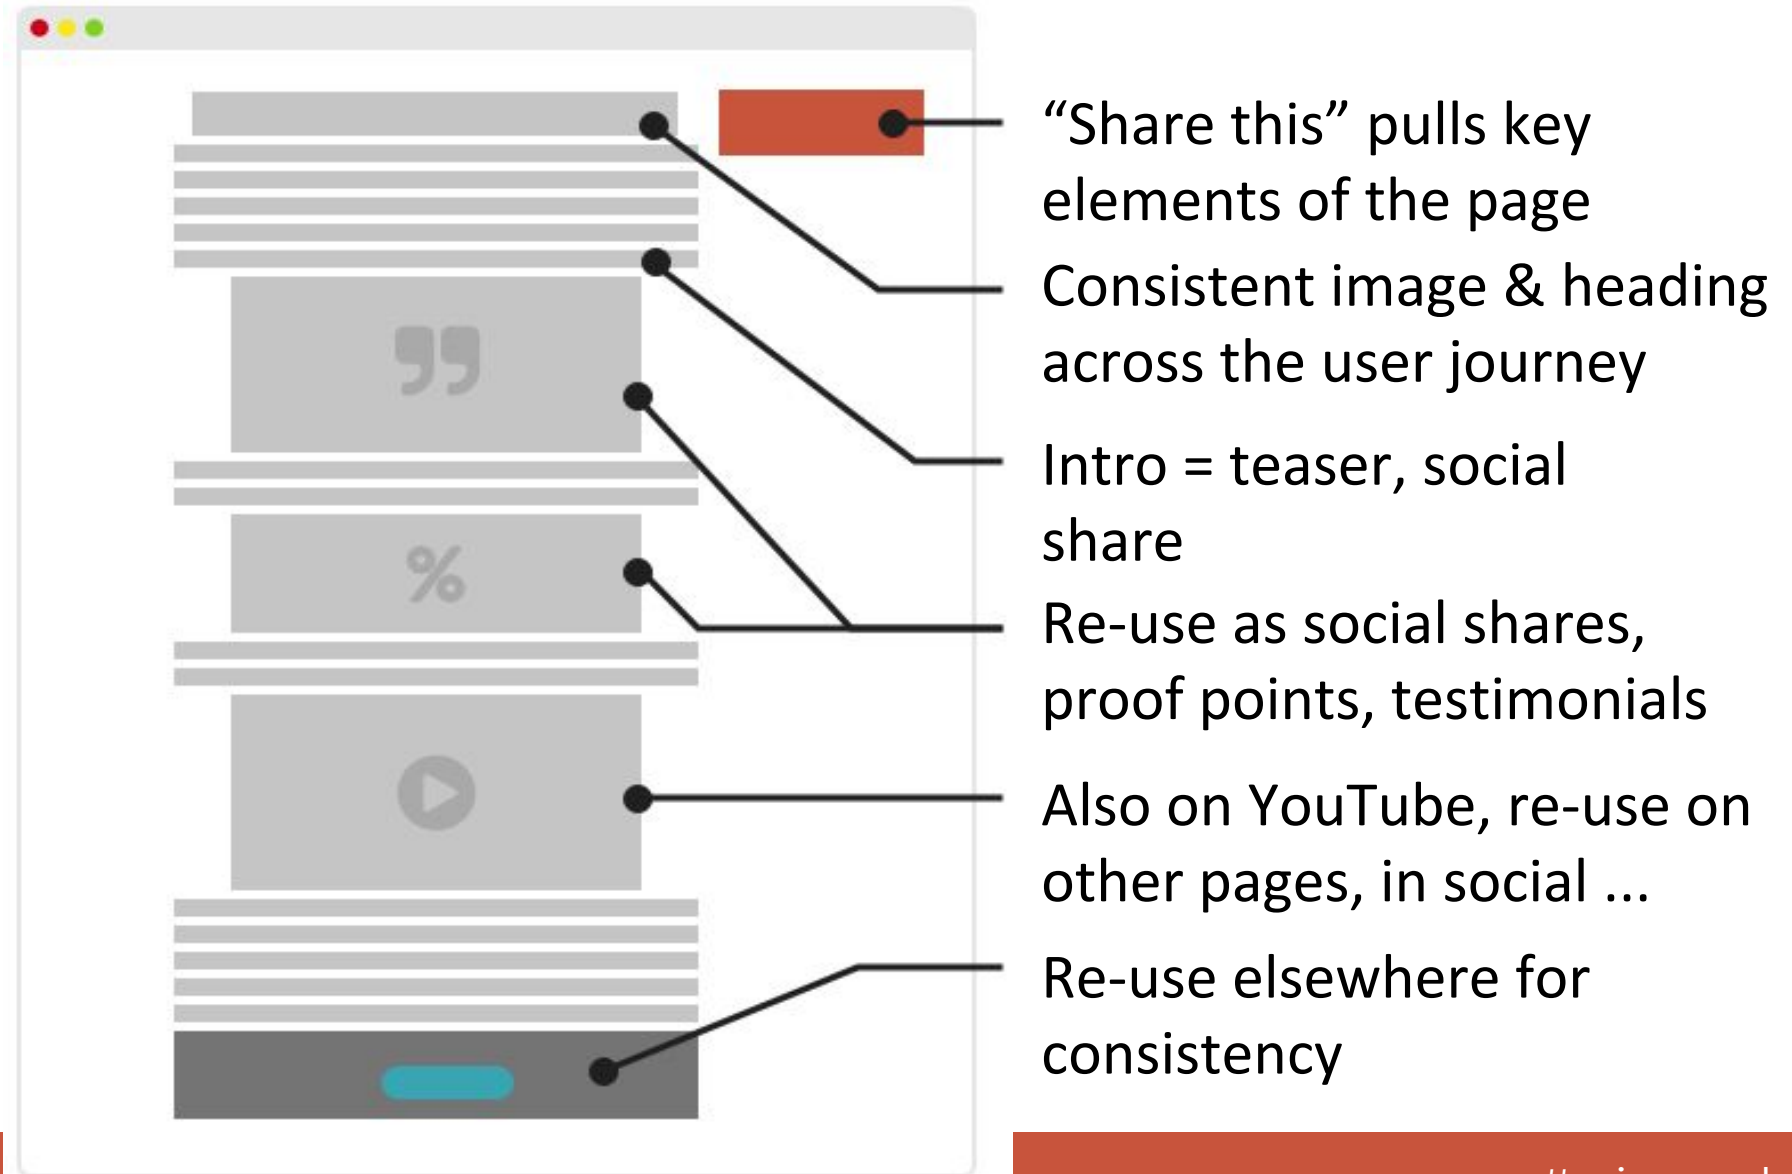 “Share this” pulls key
elements of the page
Consistent image & heading
across the user journey
Intro = teaser, social
share
Re-use as social shares,
proof points, testimonials
Also on YouTube, re-use on
other pages, in social ...
Re-use elsewhere for
consistency